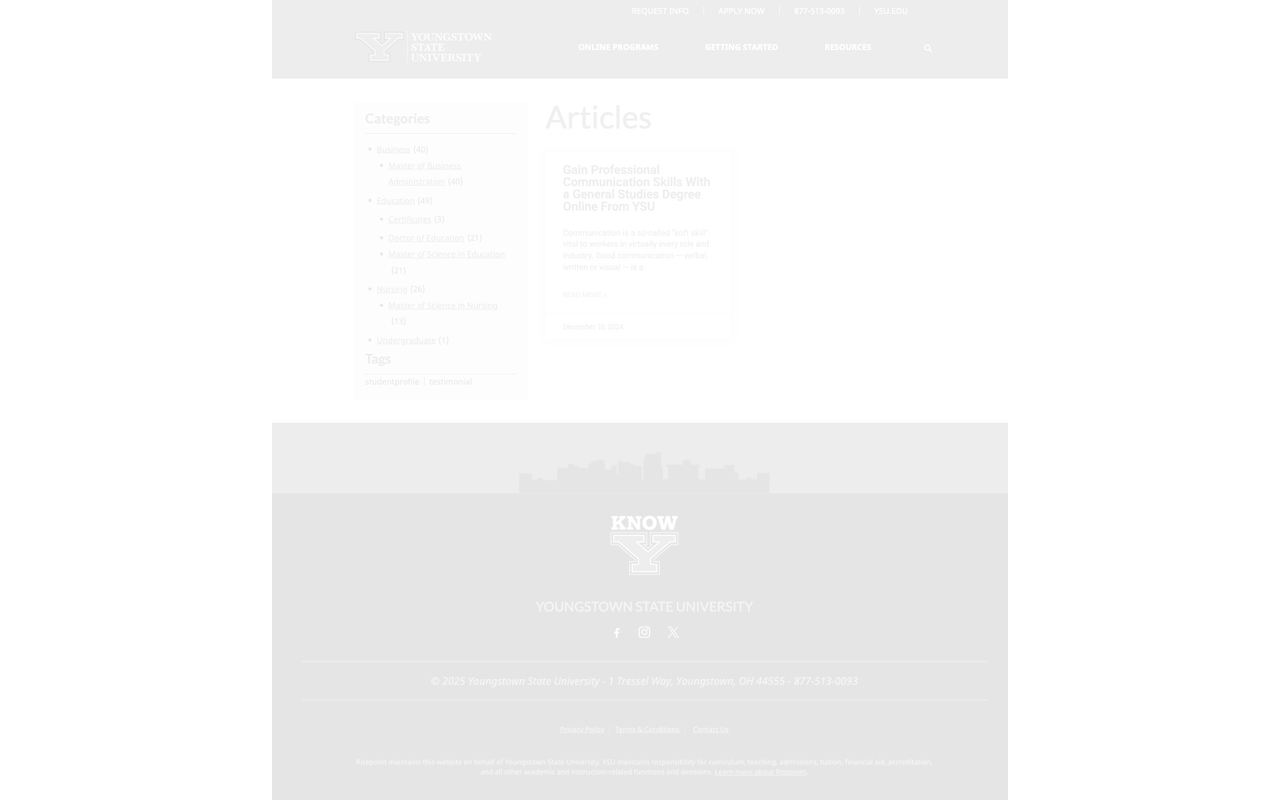 REQUEST INFO | APPLY NOW | 877-513-0093 | YSU.EDU
YOUNGSTOWN
STATE
UNIVERSITY
ONLINE PROGRAMS GETTING STARTED RESOURCES
Categories
Business (40)
Master of Business
Administration (40)
Education (49)
Certificates (3)
Doctor of Education (21)
Master of Science in Education
(21)
Nursing (26)
Master of Science in Nursing
(13)
Undergraduate (1)
Tags
studentprofile | testimonial
Articles
Gain Professional
Communication Skills With
a General Studies Degree
Online From YSU
Communication is a so-called "soft skill"
vital to workers in virtually every role and
industry. Good communication — verbal,
written or visual — is a
READ MORE »
December 10, 2024
KNOW
Y
YOUNGSTOWN STATE UNIVERSITY
© 2025 Youngstown State University - 1 Tressel Way, Youngstown, OH 44555 - 877-513-0093
Privacy Policy Terms & Conditions Contact Us
Risepoint maintains this website on behalf of Youngstown State University. YSU maintains responsibility for curriculum, teaching, admissions, tuition, financial aid, accreditation,
and all other academic and instruction-related functions and decisions. Learn more about Risepoint.